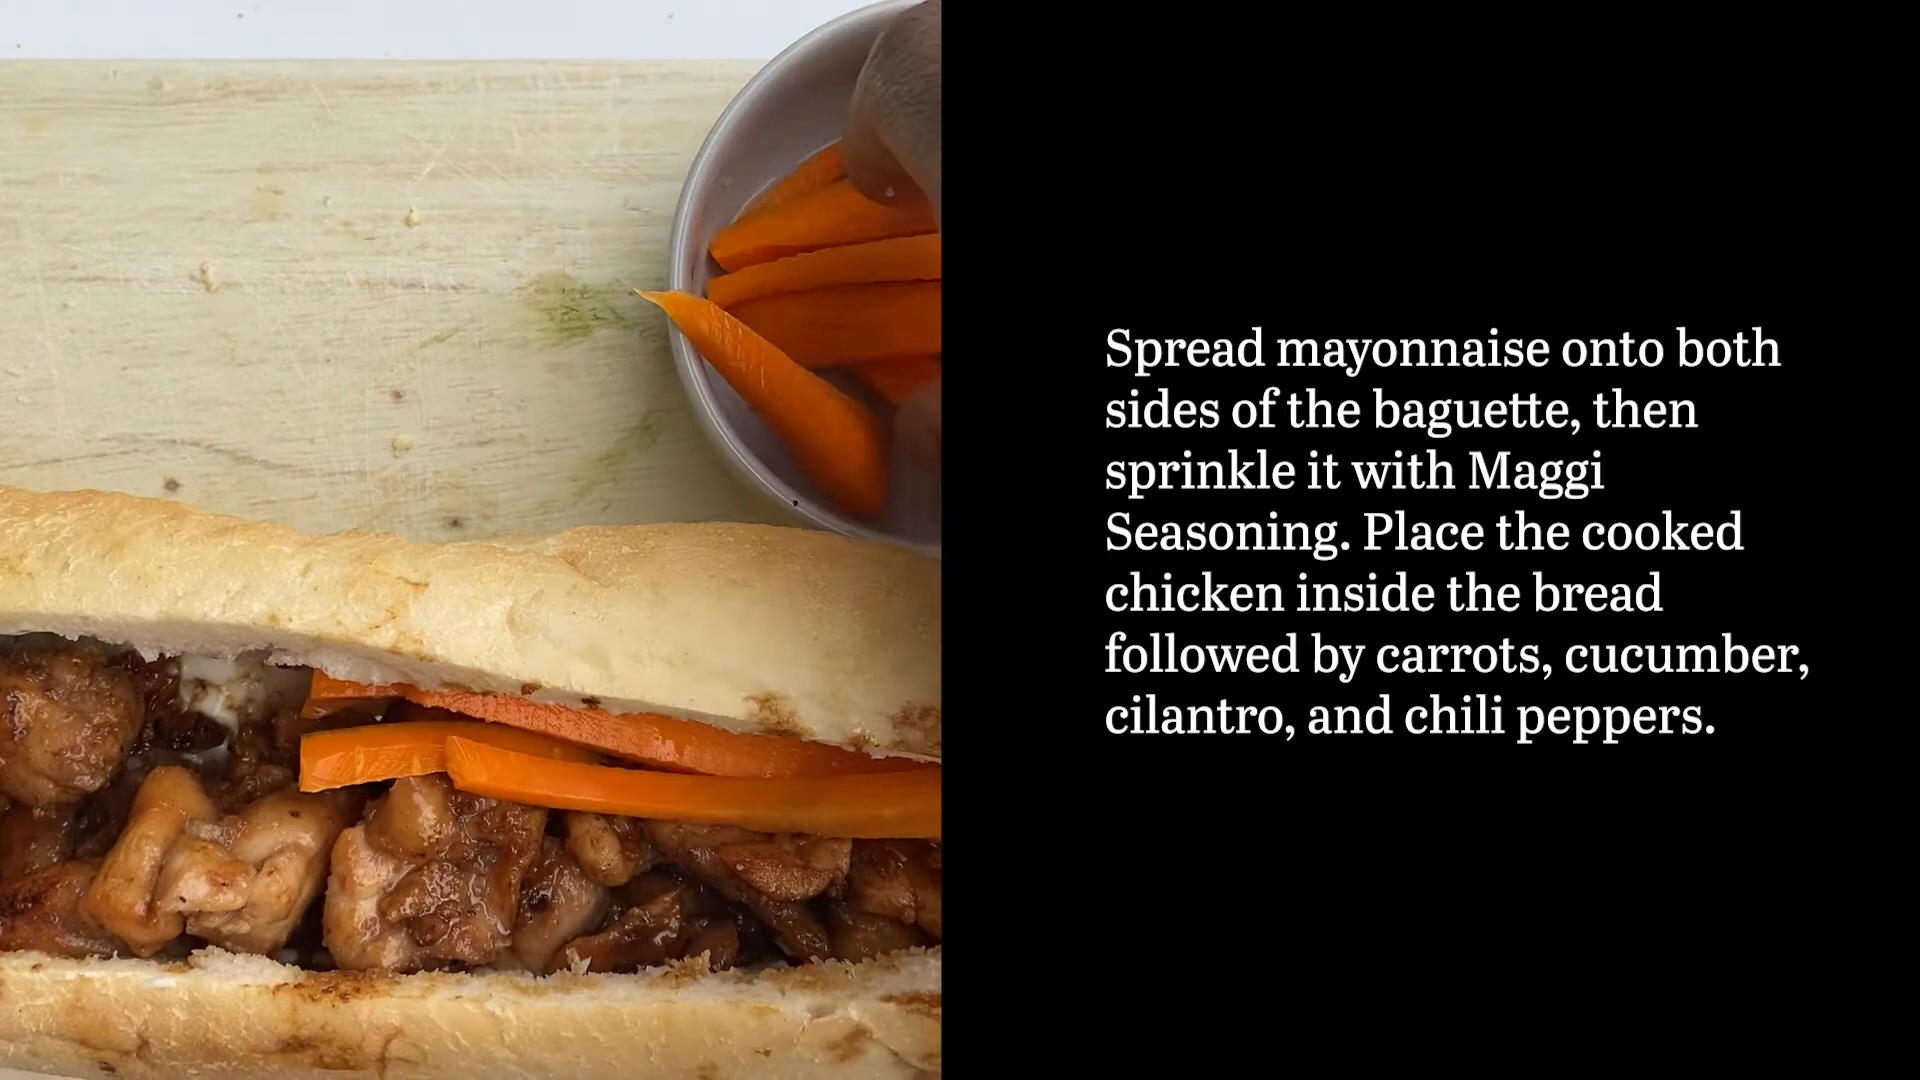 Spread mayonnaise onto both
sides of the baguette, then
sprinkle it with Maggi
Seasoning. Place the cooked
chicken inside the bread
followed by carrots, cucumber,
cilantro, and chili peppers.